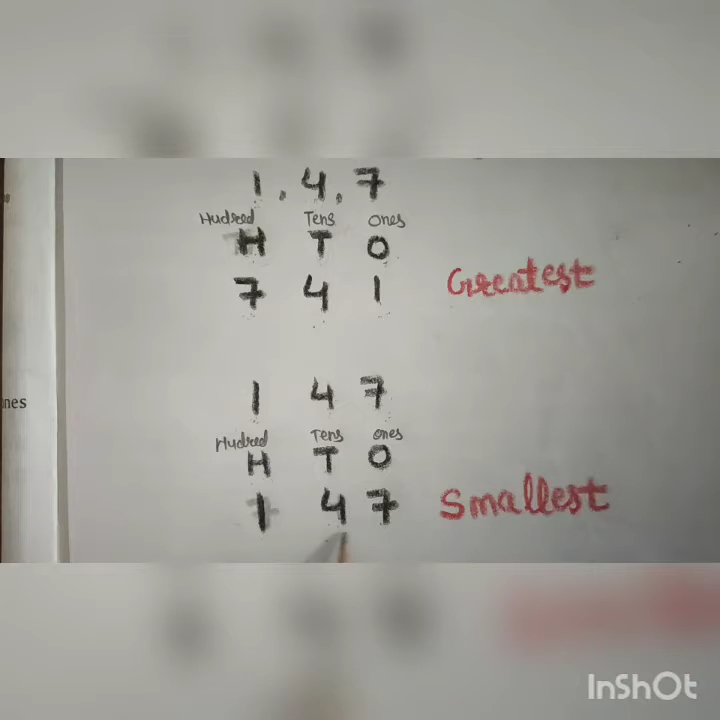 1, 4, 7
Hudred Tens Ones
H T O
7 4 1 Greatest
1 4 7
Hudred Tens ones
H T O
1 4 7 Smallest
nes
InShOt